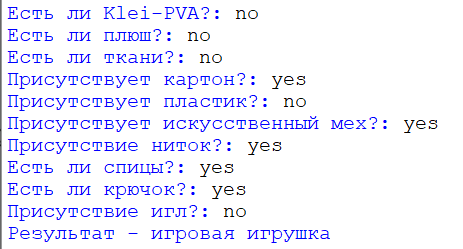 Есть ли Klei-PVA?: no
Есть ли плюш?: no
Есть ли ткани?: no
Присутствует картон?: yes
Присутствует пластик?: no
Присутствует искусственный мех?: yes
Присутствие ниток?: yes
Есть ли спицы?: yes
Есть ли крючок?: yes
Присутствие игл?: no
Результат - игровая игрушка